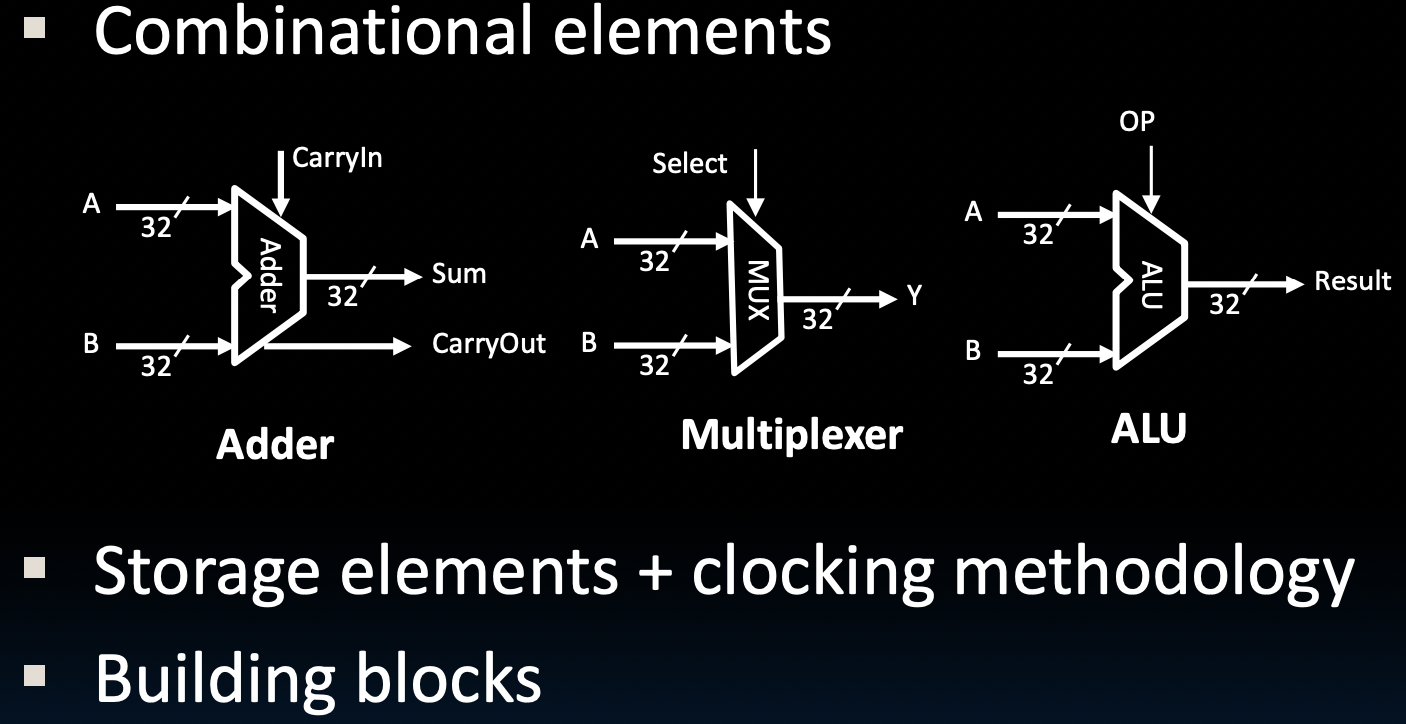 Combinational elements
OP
CarryIn
Select
A
32
Adder
Sum
32
B
32
CarryOut
A
32
MUX
Y
32
B
32
A
32
ALU
Result
32
B
32
Adder
Multiplexer
ALU
Storage elements + clocking methodology
Building blocks